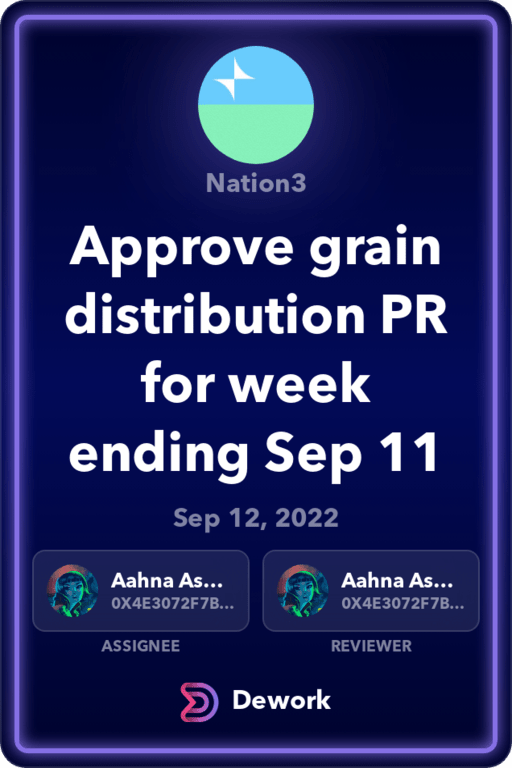 Nation3
Approve grain
distribution PR
for week
ending Sep 11
Sep 12, 2022
Aahna As...
0X4E3072F7B...
ASSIGNEE
Aahna As...
0X4E3072F7B...
REVIEWER
Dework